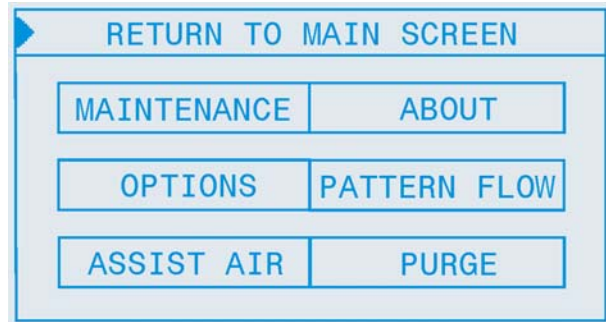 RETURN TO MAIN SCREEN
MAINTENANCE ABOUT
OPTIONS PATTERN FLOW
ASSIST AIR PURGE